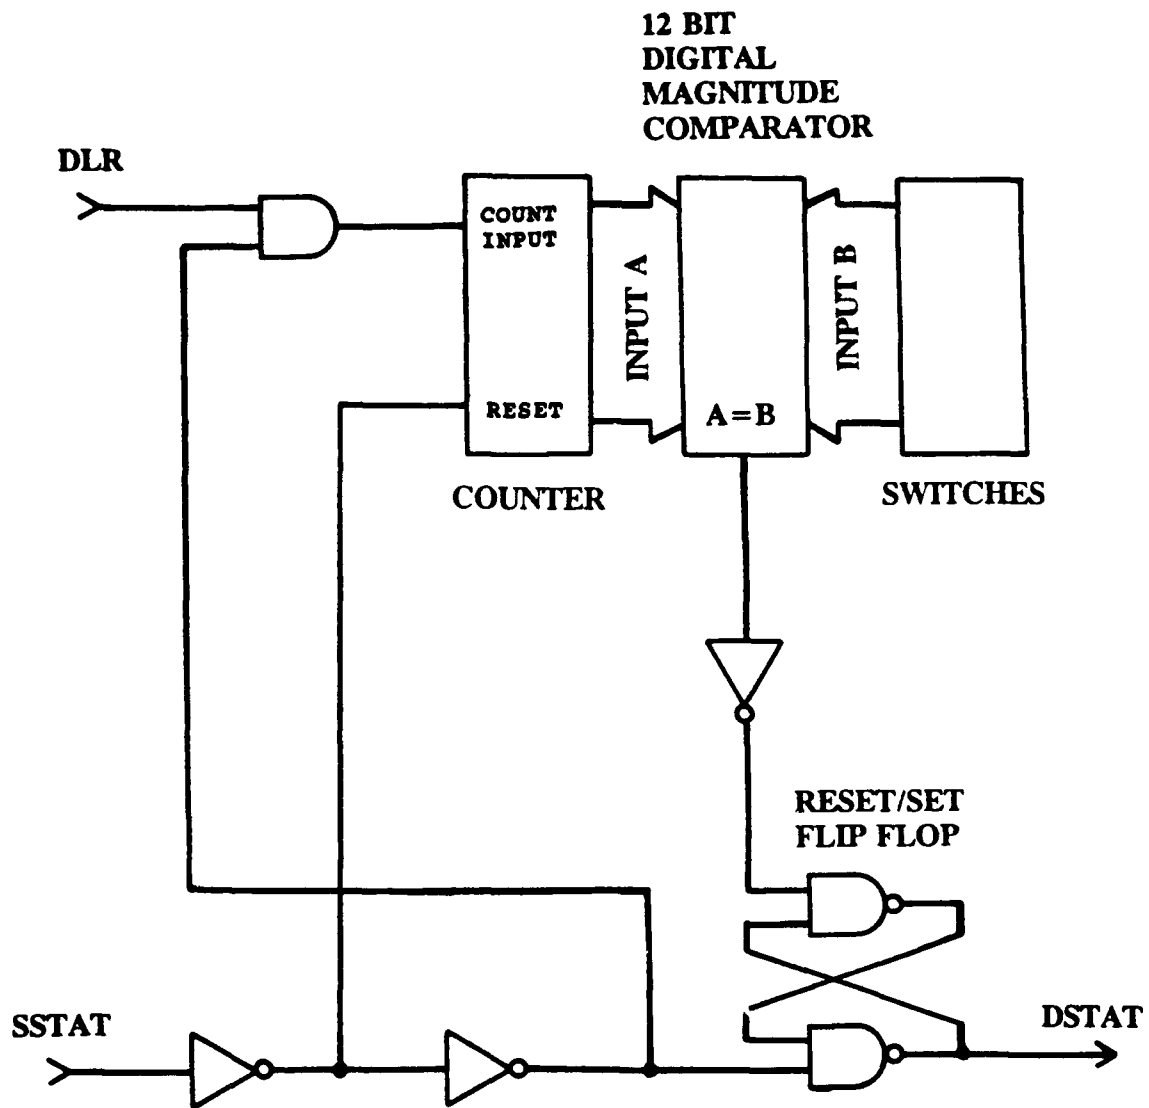 12 BIT
DIGITAL
MAGNITUDE
COMPARATOR
DLR
COUNT
INPUT
INPUT A
INPUT B
RESET
A=B
COUNTER
SWITCHES
RESET/SET
FLIP FLOP
SSTAT
DSTAT